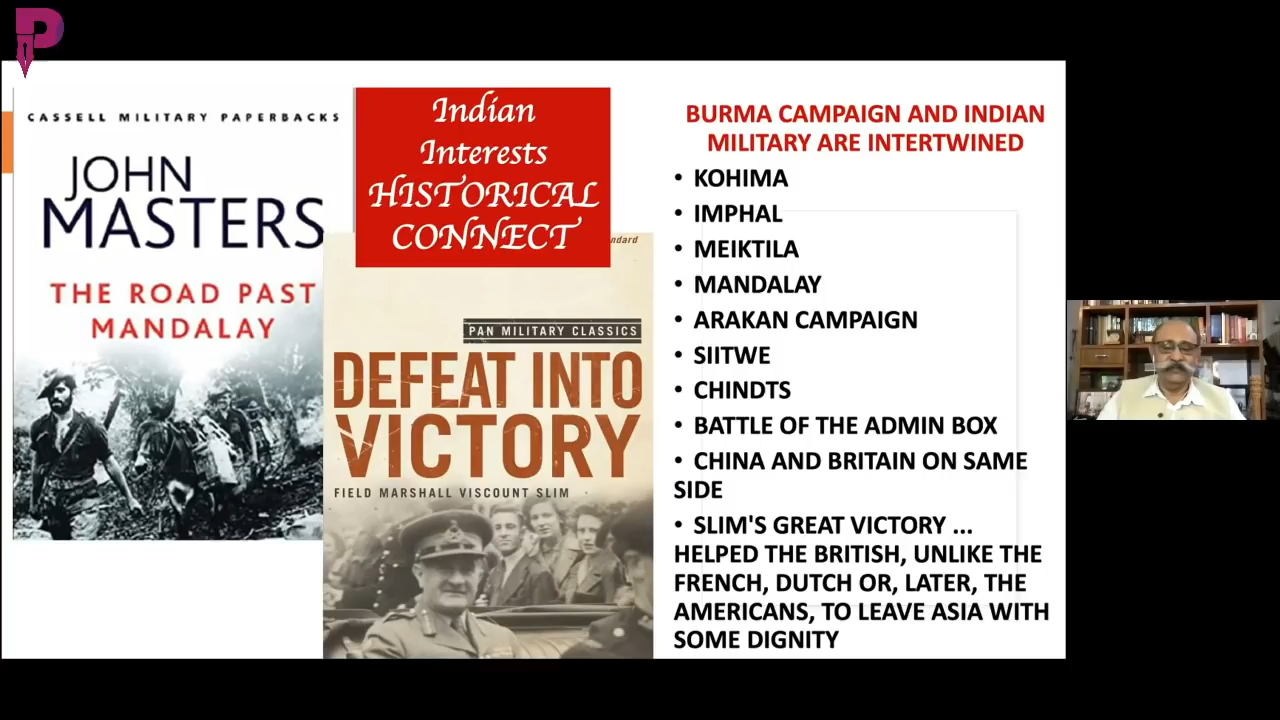 P
CASSELL MILITARY PAPERBACKS
JOHN
MASTERS
THE ROAD PAST
MANDALAY
Indian
Interests
HISTORICAL
CONNECT
ndard
PAN MILITARY CLASSICS
DEFEAT INTO
VICTORY
FIELD MARSHALL VISCOUNT SLIM
BURMA CAMPAIGN AND INDIAN
MILITARY ARE INTERTWINED
• KOHIMA
• IMPHAL
• MEIKTILA
• MANDALAY
• ARAKAN CAMPAIGN
• SIITWE
• CHINDTS
• BATTLE OF THE ADMIN BOX
• CHINA AND BRITAIN ON SAME
SIDE
• SLIM'S GREAT VICTORY ...
HELPED THE BRITISH, UNLIKE THE
FRENCH, DUTCH OR, LATER, THE
AMERICANS, TO LEAVE ASIA WITH
SOME DIGNITY